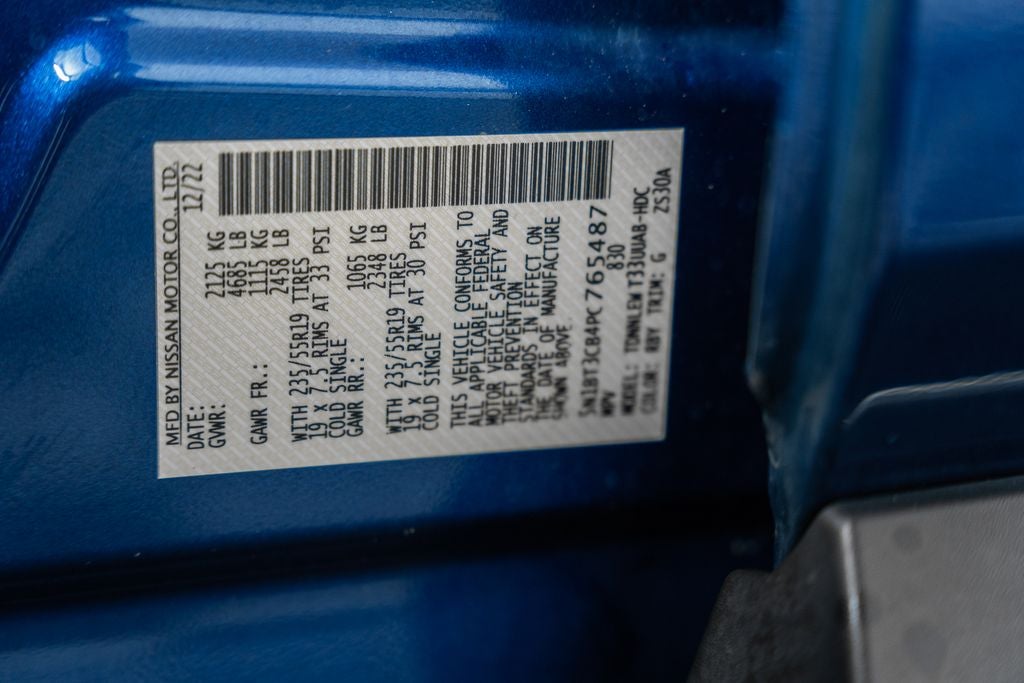 MFD BY NISSAN MOTOR CO., LTD.
DATE: 12/22
GVWR: 2125 KG
4685 LB
GAWR FR.: 1115 KG
2458 LB
WITH 235/55R19 TIRES
19 x 7.5 RIMS AT 33 PSI
COLD SINGLE
GAWR RR.: 1065 KG
2348 LB
WITH 235/55R19 TIRES
19 x 7.5 RIMS AT 30 PSI
COLD SINGLE
THIS VEHICLE CONFORMS TO
ALL APPLICABLE FEDERAL
MOTOR VEHICLE SAFETY AND
THEFT PREVENTION
STANDARDS IN EFFECT ON
THE DATE OF MANUFACTURE
SHOWN ABOVE.
5N1BT3CB4PC765487
MPV 830
MODEL: TDNNLEW T33UUAB-HDC
COLOR: RBY TRIM: G ZS30A